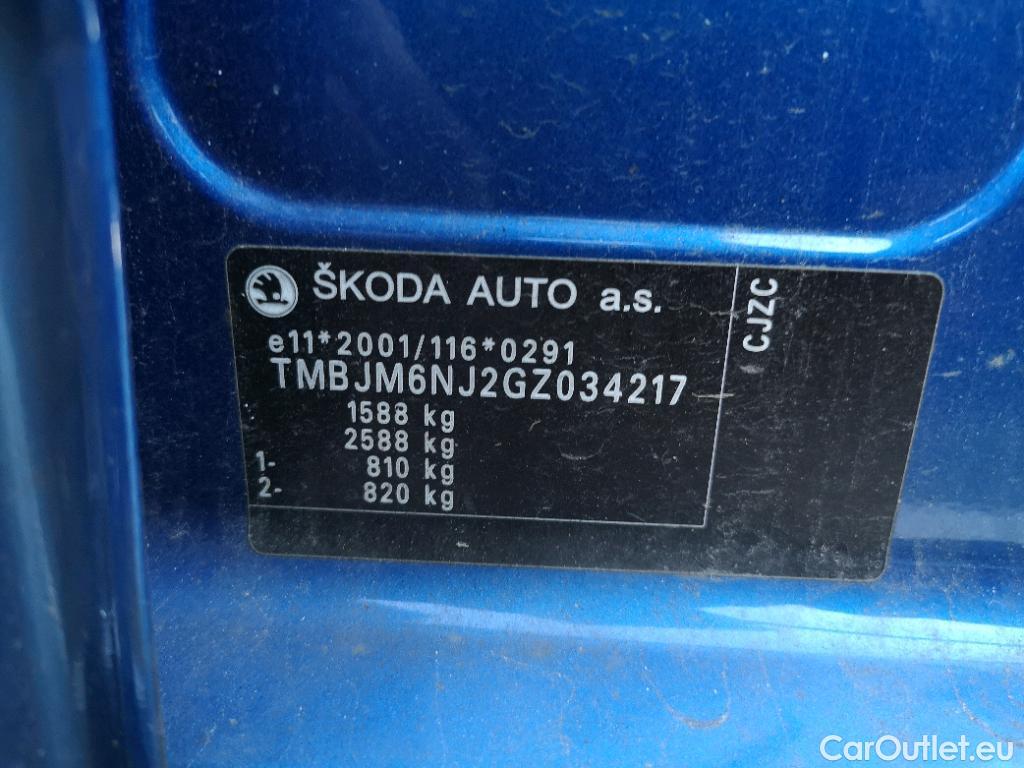 ŠKODA AUTO a.s.
e11*2001/116*0291
TMBJM6NJ2GZ034217
1588 kg
2588 kg
1- 810 kg
2- 820 kg
CJZC
CarOutlet.eu